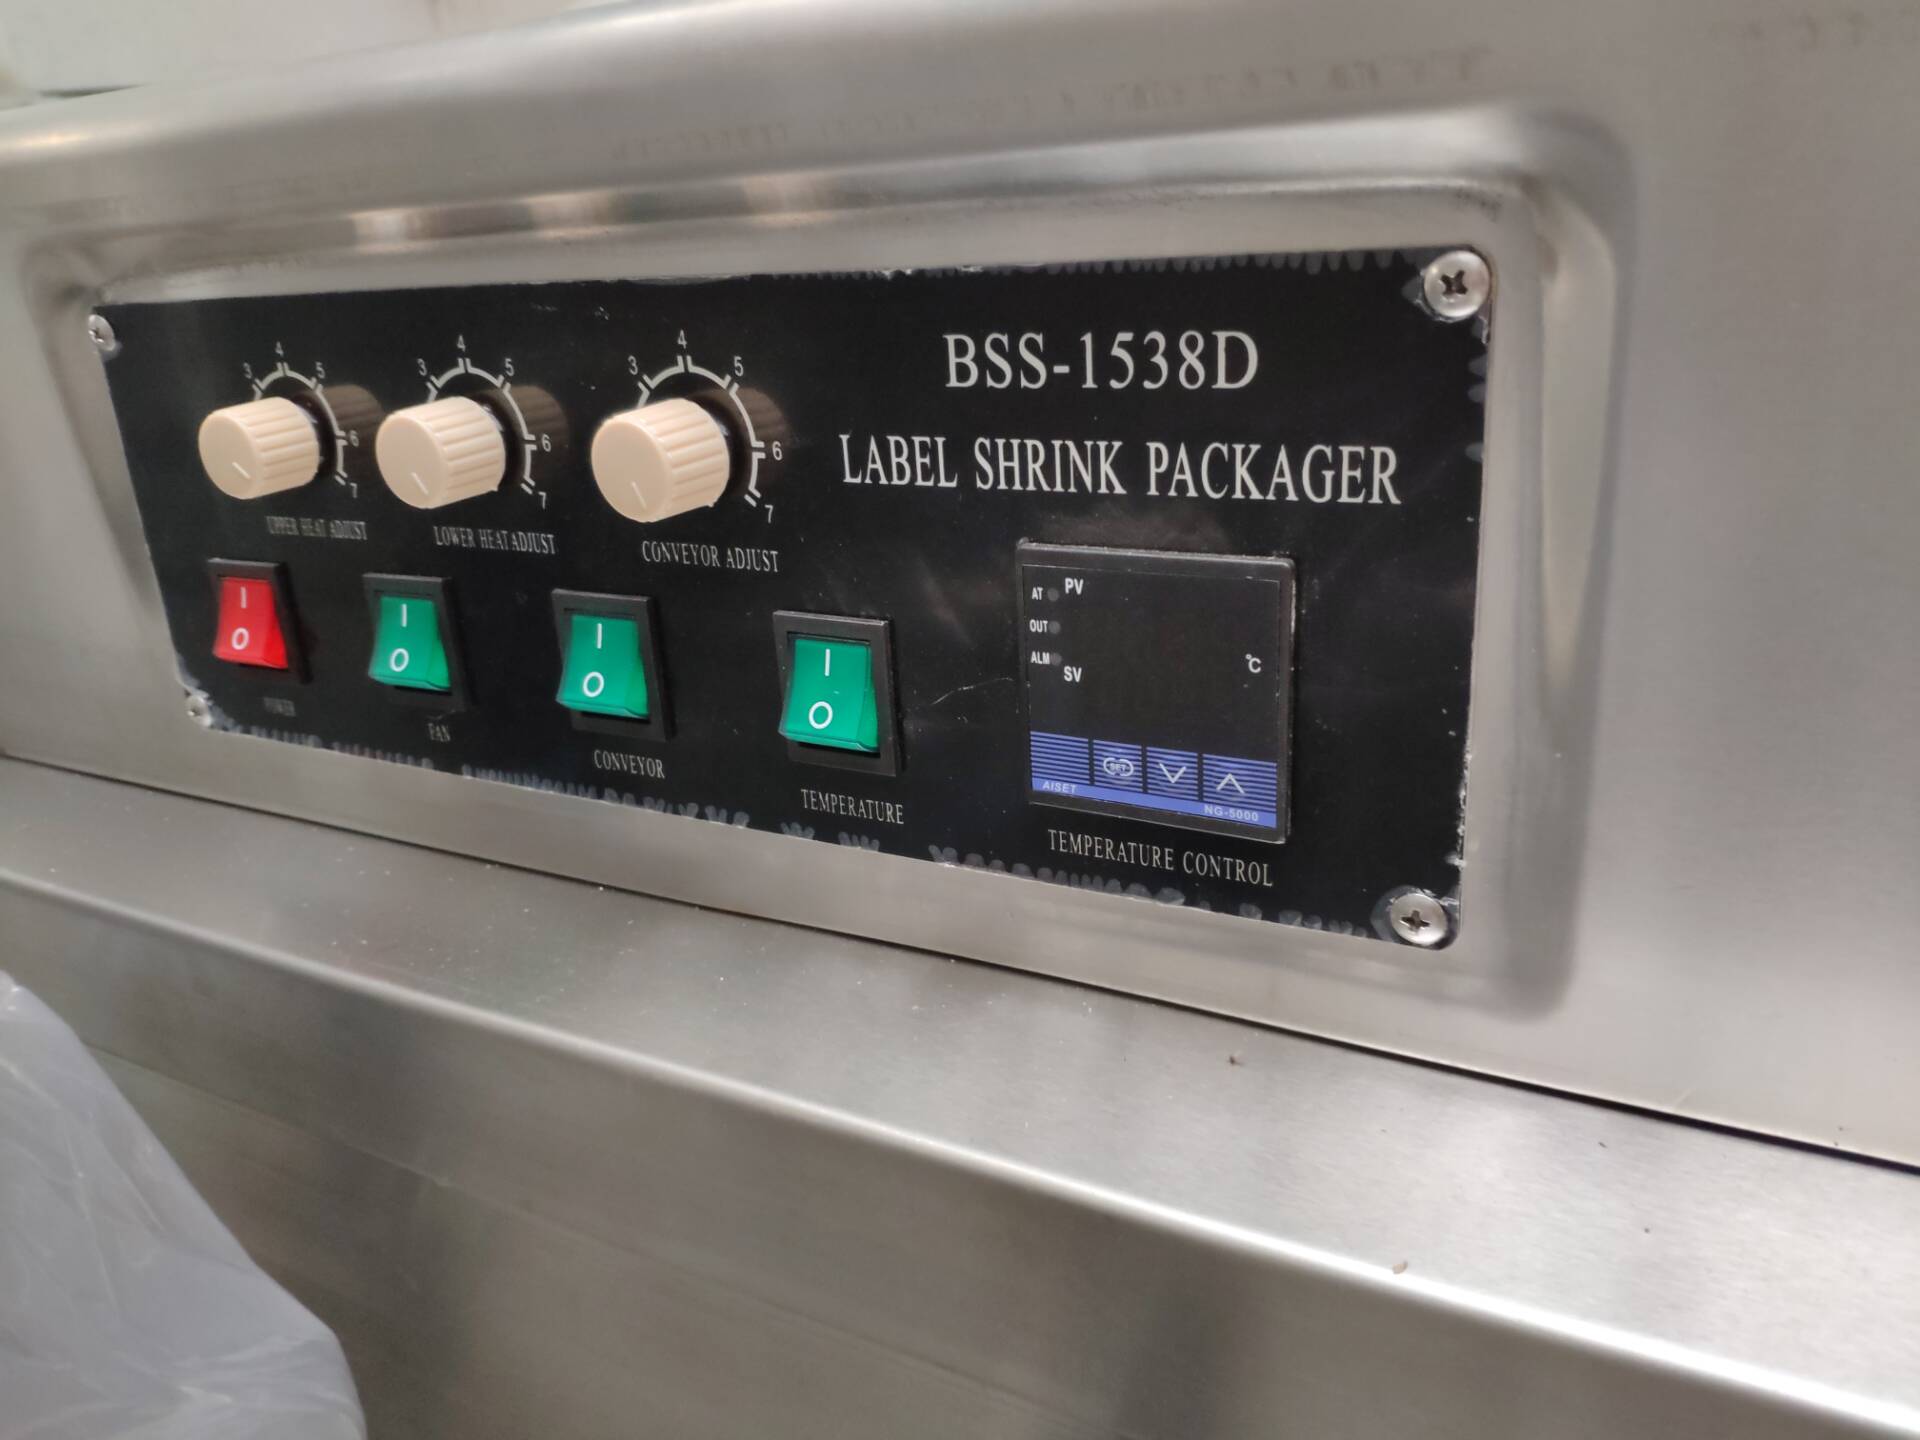 BSS-1538D
LABEL SHRINK PACKAGER
3 4 5 6 7
UPPER HEAT ADJUST
3 4 5 6 7
LOWER HEAT ADJUST
3 4 5 6 7
CONVEYOR ADJUST
I
O
POWER
I
O
FAN
I
O
CONVEYOR
I
O
TEMPERATURE
AT PV
OUT
ALM
SV
℃
SET
AISET
NG-5000
TEMPERATURE CONTROL